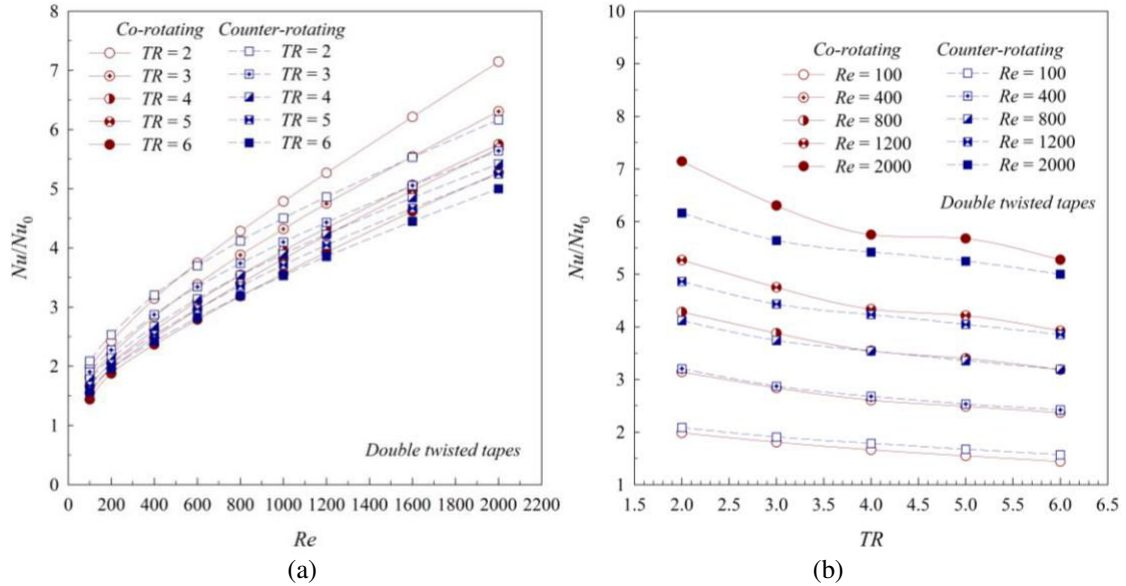 8
7
6
5
4
3
2
1
0
Nu/Nu0
Co-rotating Counter-rotating
TR = 2 TR = 2
TR = 3 TR = 3
TR = 4 TR = 4
TR = 5 TR = 5
TR = 6 TR = 6
Double twisted tapes
0 200 400 600 800 1000 1200 1400 1600 1800 2000 2200
Re
(a)
10
9
8
7
6
5
4
3
2
1
Nu/Nu0
Co-rotating Counter-rotating
Re = 100 Re = 100
Re = 400 Re = 400
Re = 800 Re = 800
Re = 1200 Re = 1200
Re = 2000 Re = 2000
Double twisted tapes
1.5 2.0 2.5 3.0 3.5 4.0 4.5 5.0 5.5 6.0 6.5
TR
(b)